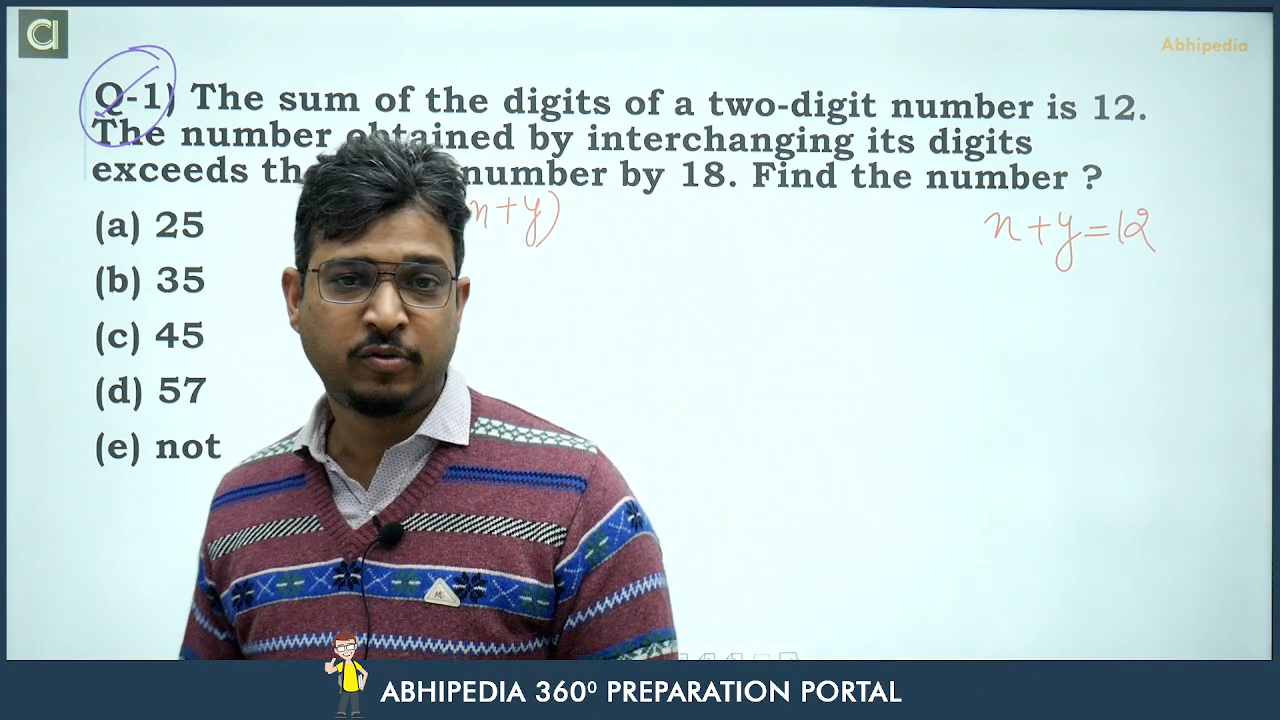 Abhipedia
Q-1) The sum of the digits of a two-digit number is 12.
The number obtained by interchanging its digits
exceeds th number by 18. Find the number ?
n+y)
n+y=12
(a) 25
(b) 35
(c) 45
(d) 57
(e) not
ABHIPEDIA 360⁰ PREPARATION PORTAL